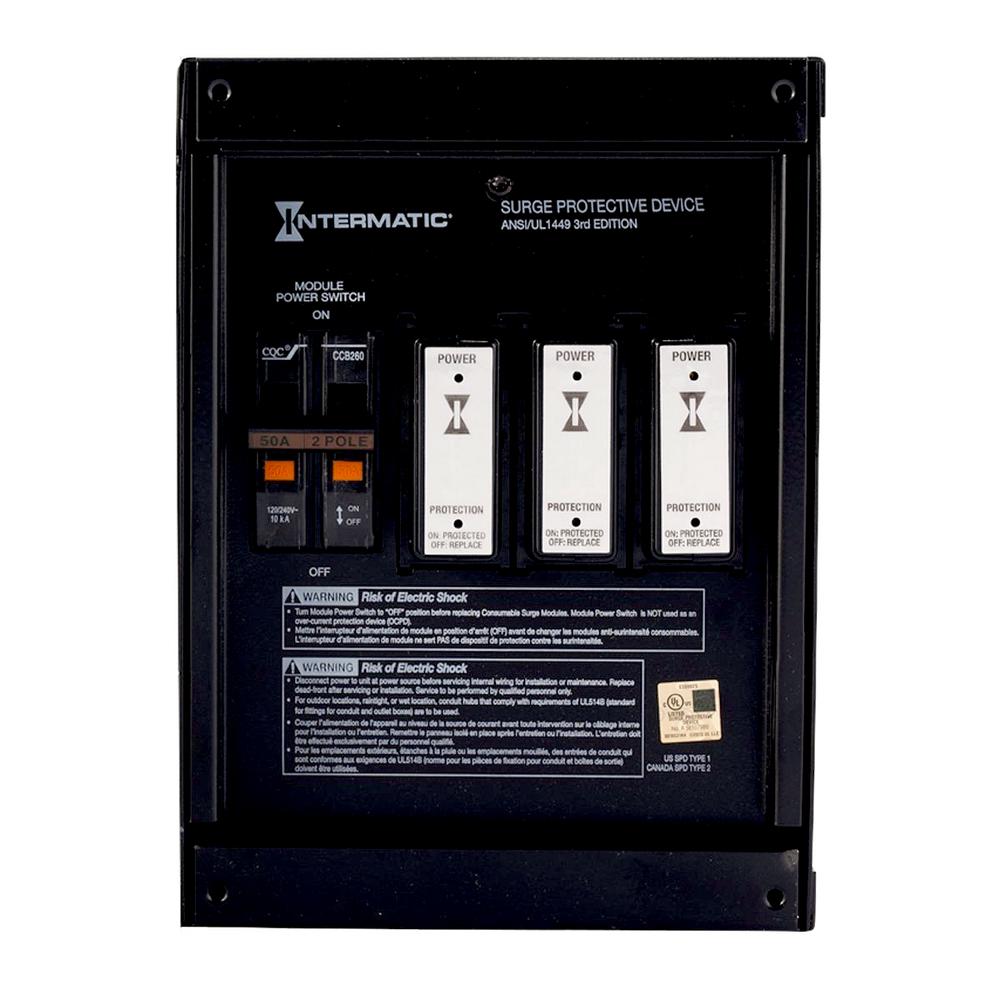 INTERMATIC
SURGE PROTECTIVE DEVICE
ANSI/UL1449 3rd EDITION
MODULE
POWER SWITCH
ON
CQC
CCB260
50A 2 POLE
50A 50A
120/240V~
10 kA
ON
OFF
OFF
POWER
PROTECTION
ON: PROTECTED
OFF: REPLACE
POWER
PROTECTION
ON: PROTECTED
OFF: REPLACE
POWER
PROTECTION
ON: PROTECTED
OFF: REPLACE
WARNING Risk of Electric Shock
• Turn Module Power Switch to "OFF" position before replacing Consumable Surge Modules. Module Power Switch is NOT used as an
over-current protection device (OCPD).
• Mettre l'interrupteur d'alimentation de module en position d'arrêt (OFF) avant de changer les modules anti-surintensité consommables.
L'interrupteur d'alimentation de module ne sert PAS de dispositif de protection contre les surintensités.
WARNING Risk of Electric Shock
• Disconnect power to unit at power source before servicing internal wiring for installation or maintenance. Replace
dead-front after servicing or installation. Service to be performed by qualified personnel only.
• For outdoor locations, raintight, or wet location, conduit hubs that comply with requirements of UL514B (standard
for fittings for conduit and outlet boxes) are to be used.
• Couper l'alimentation de l'appareil au niveau de la source de courant avant toute intervention sur le câblage interne
pour l'installation ou l'entretien. Remettre le panneau isolé en place après l'entretien ou l'installation. L'entretien doit
être effectué exclusivement par du personnel qualifié.
• Pour les emplacements extérieurs, étanches à la pluie ou les emplacements mouillés, des entrées de conduit qui
sont conformes aux exigences de UL514B (norme pour les pièces de fixation pour conduit et boîtes de sortie)
doivent être utilisées.
C UL US
LISTED
SURGE PROTECTIVE
DEVICE
US SPD TYPE 1
CANADA SPD TYPE 2